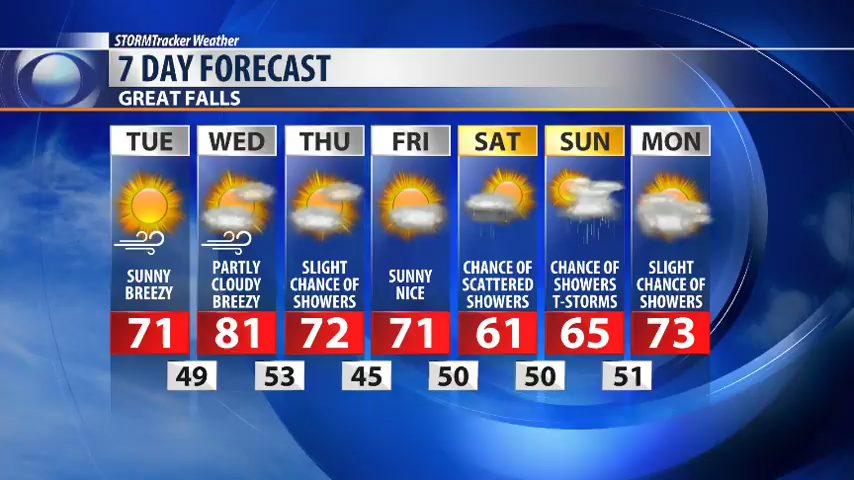 STORMTracker Weather
7 DAY FORECAST
GREAT FALLS
TUE WED THU FRI SAT SUN MON
SUNNY
BREEZY
PARTLY
CLOUDY
BREEZY
SLIGHT
CHANCE OF
SHOWERS
SUNNY
NICE
CHANCE OF
SCATTERED
SHOWERS
CHANCE OF
SHOWERS
T-STORMS
SLIGHT
CHANCE OF
SHOWERS
71 81 72 71 61 65 73
49 53 45 50 50 51